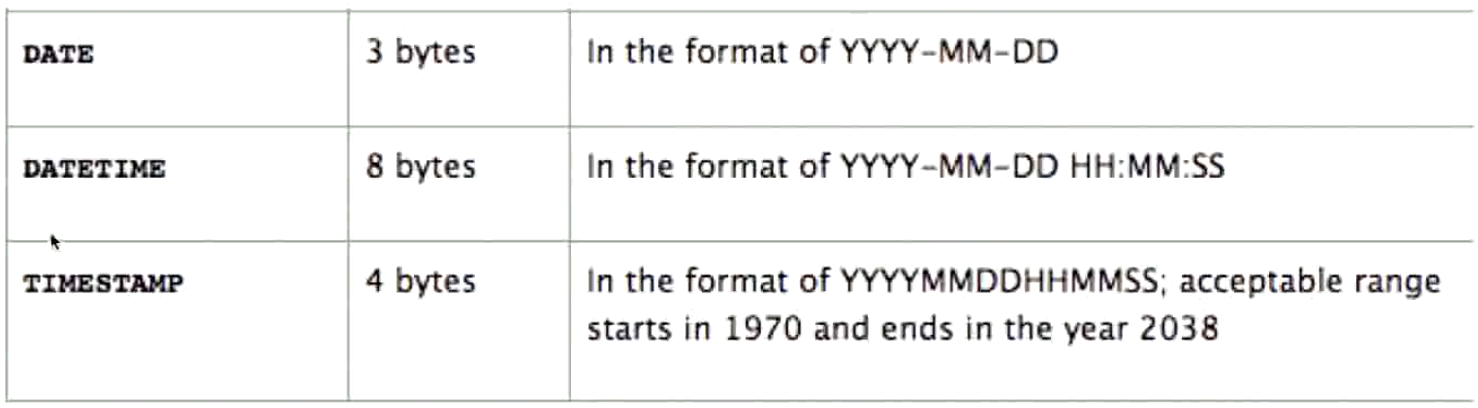 DATE 3 bytes In the format of YYYY-MM-DD
DATETIME 8 bytes In the format of YYYY-MM-DD HH:MM:SS
TIMESTAMP 4 bytes In the format of YYYYMMDDHHMMSS; acceptable range
starts in 1970 and ends in the year 2038